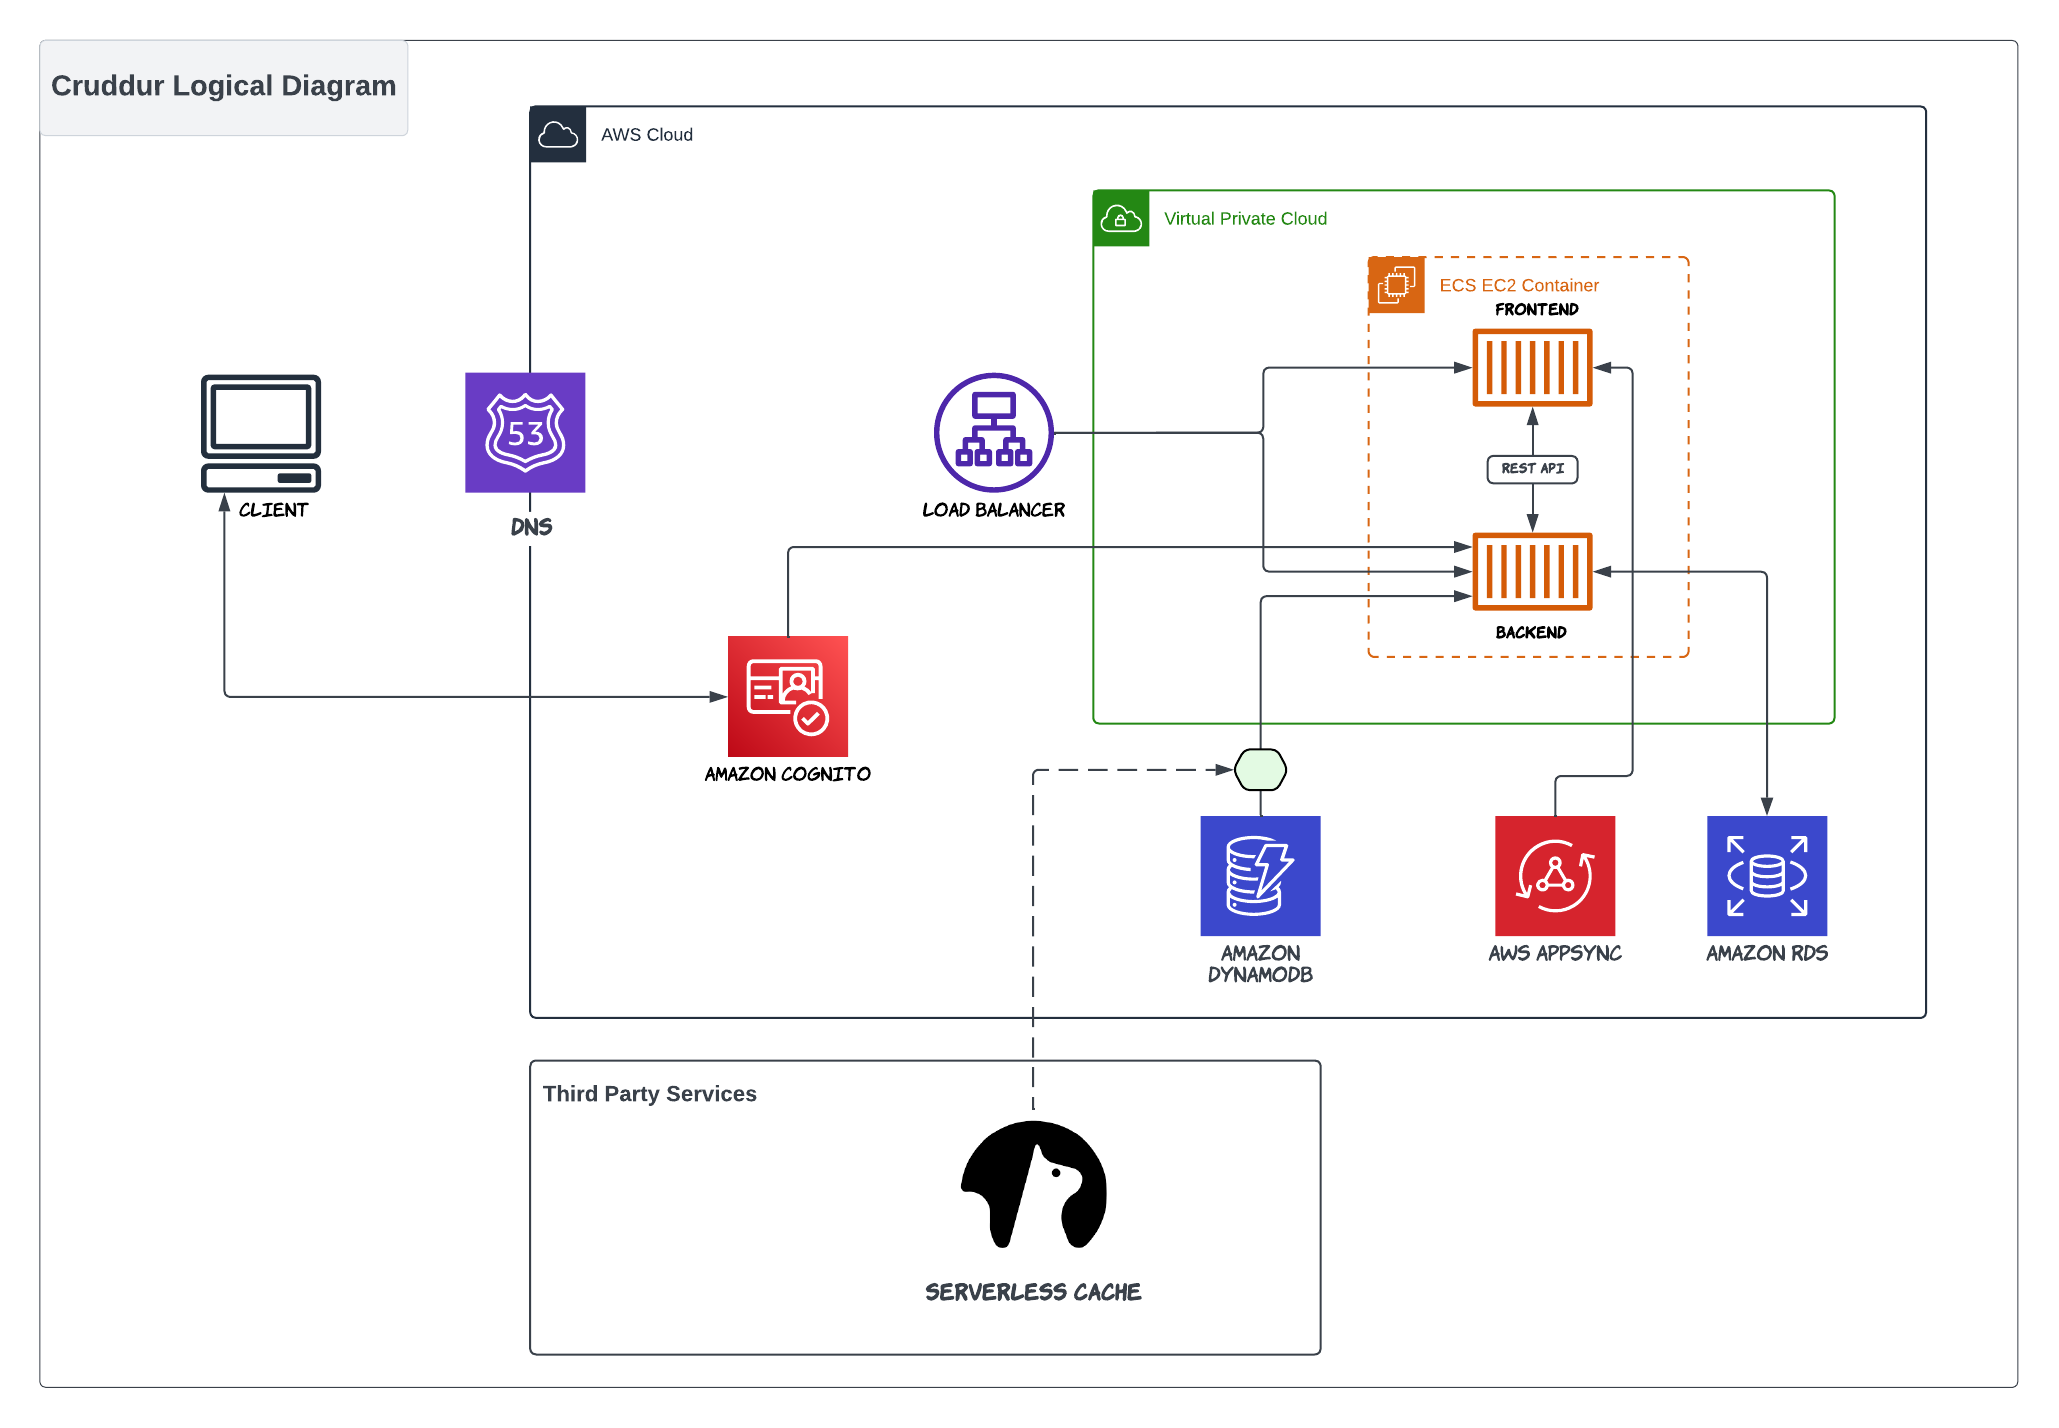 Cruddur Logical Diagram
AWS Cloud
Virtual Private Cloud
ECS EC2 Container
FRONTEND
53
REST API
CLIENT
LOAD BALANCER
DNS
BACKEND
AMAZON COGNITO
AMAZON
DYNAMODB
AWS APPSYNC
AMAZON RDS
Third Party Services
SERVERLESS CACHE